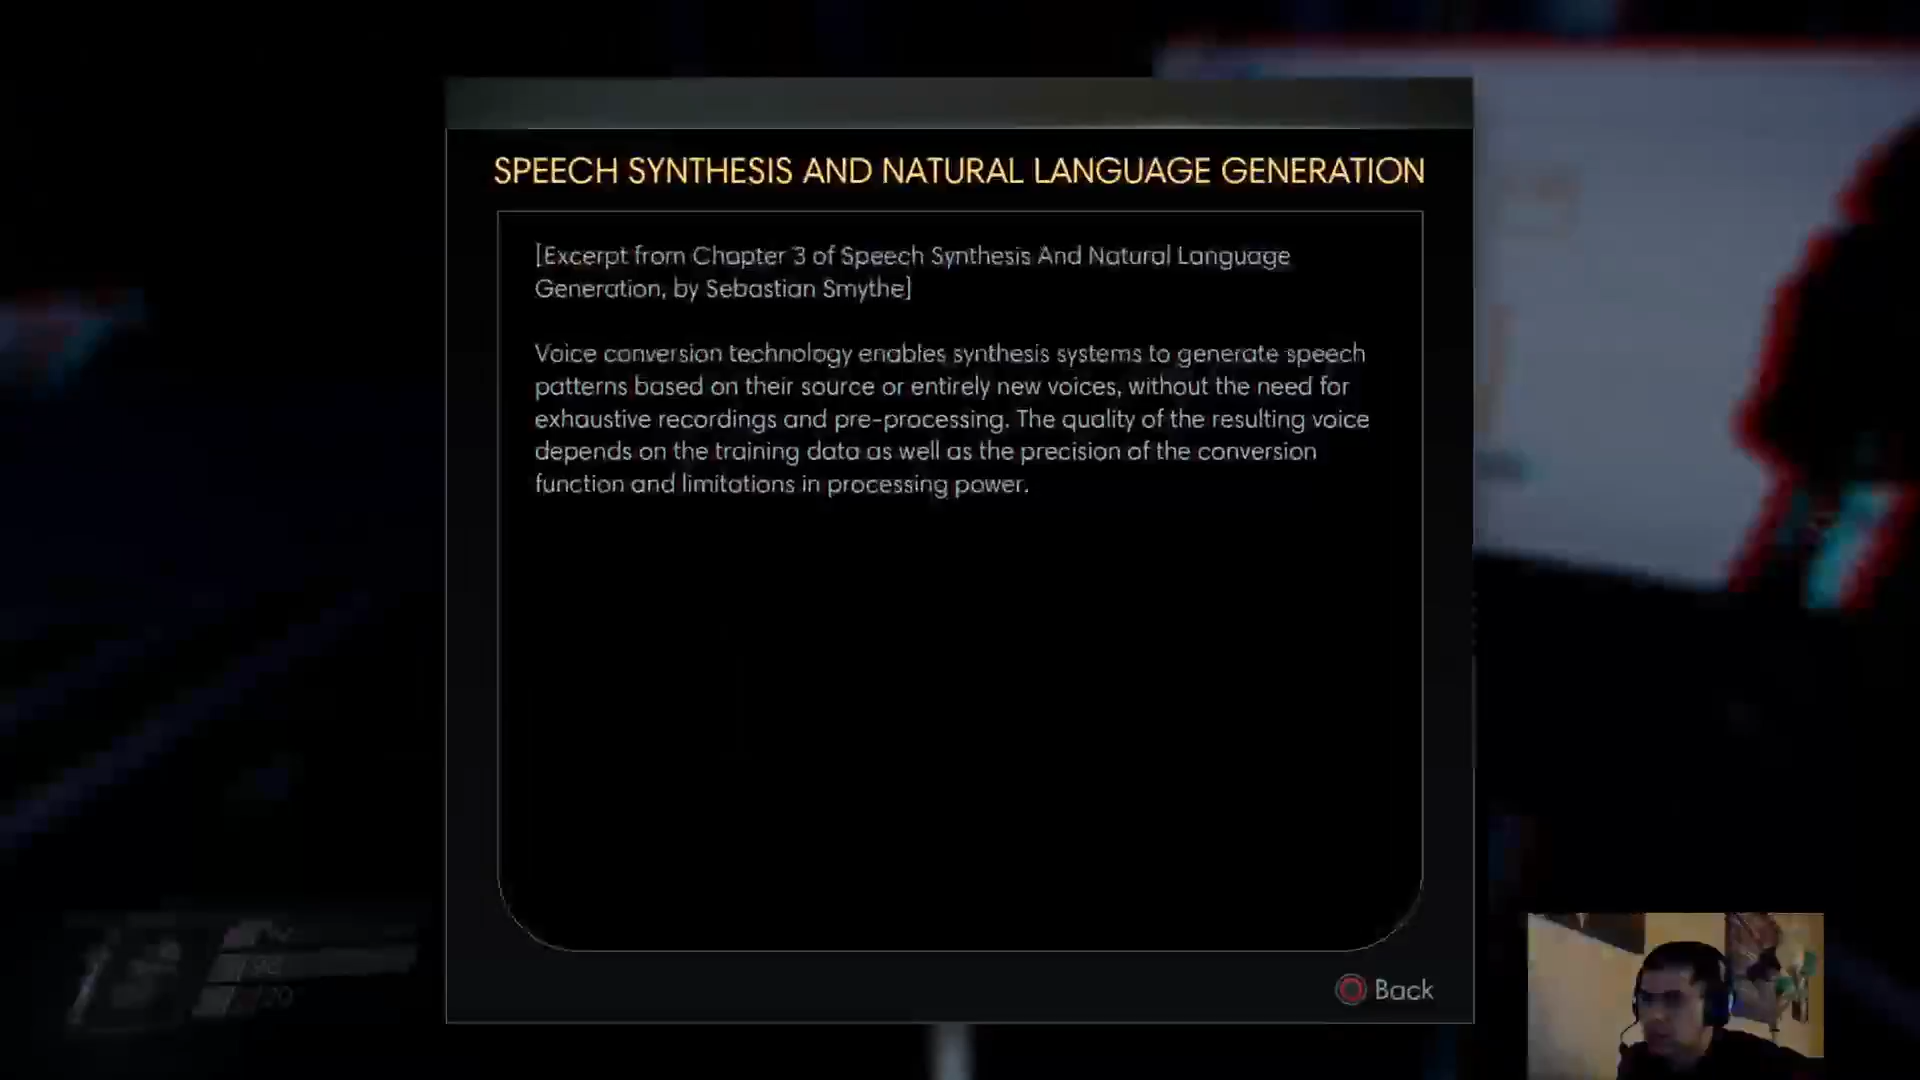 SPEECH SYNTHESIS AND NATURAL LANGUAGE GENERATION
[Excerpt from Chapter 3 of Speech Synthesis And Natural Language
Generation, by Sebastian Smythe]
Voice conversion technology enables synthesis systems to generate speech
patterns based on their source or entirely new voices, without the need for
exhaustive recordings and pre-processing. The quality of the resulting voice
depends on the training data as well as the precision of the conversion
function and limitations in processing power.
Back